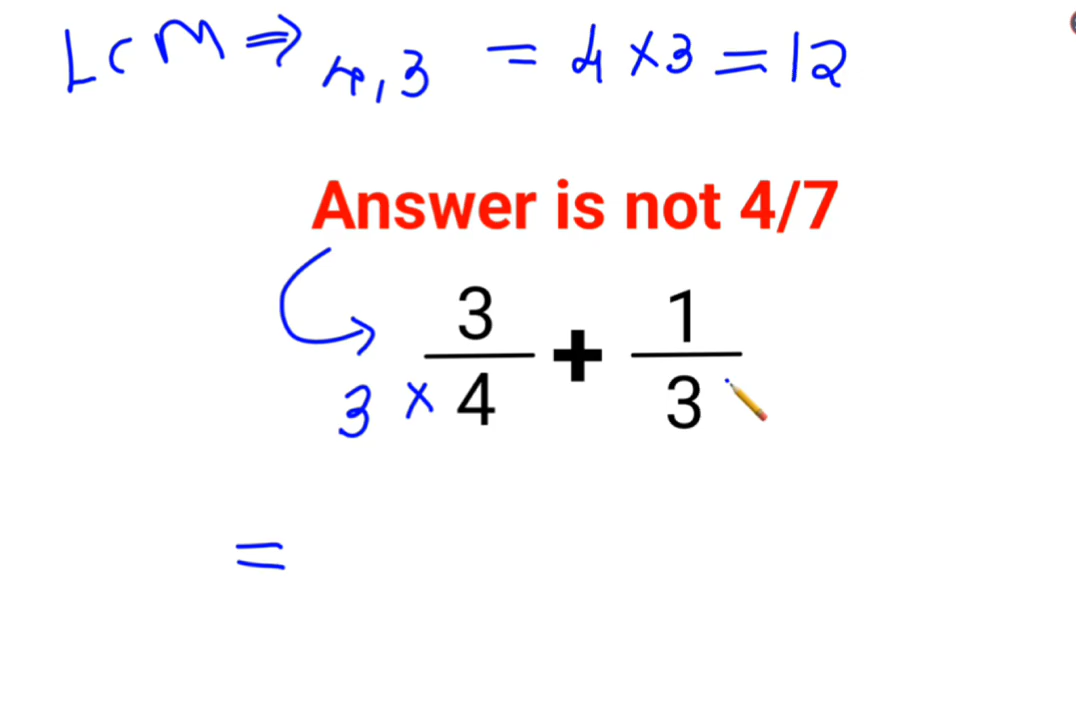 LCM ⇒ 4,3 = 4 × 3 = 12
Answer is not 4/7
3 1
+
3 × 4 3
=